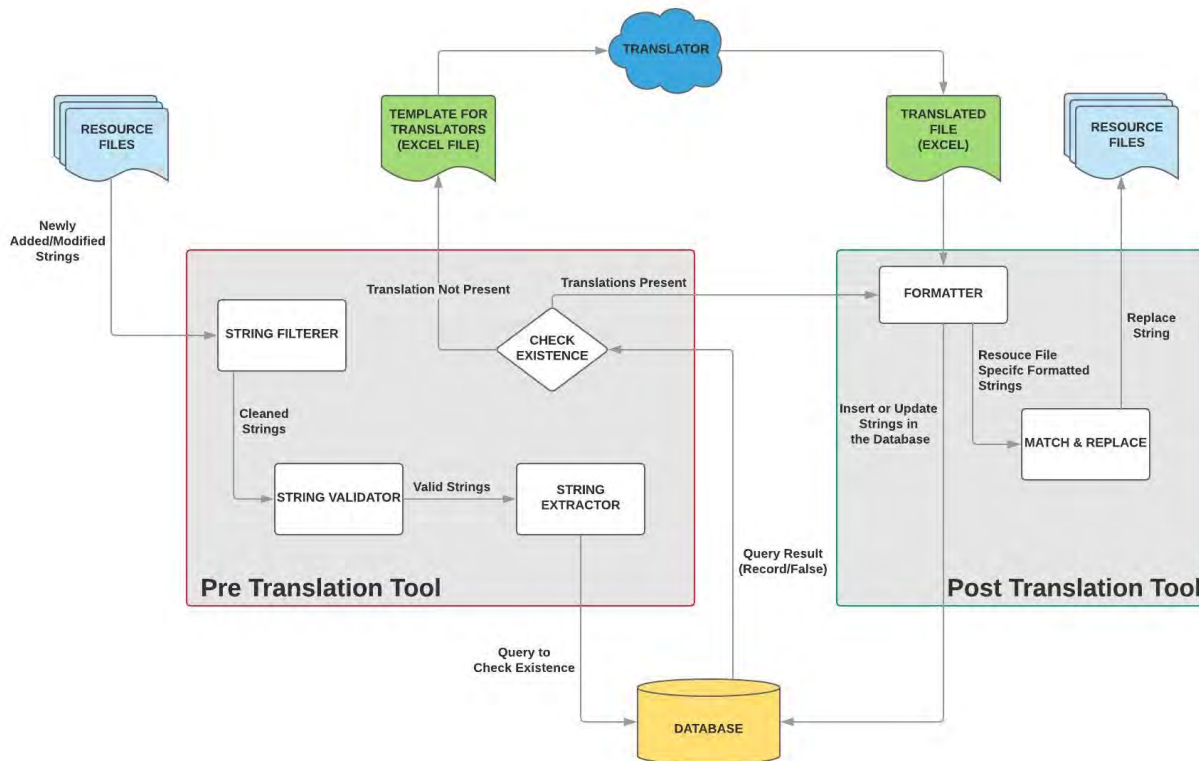 TRANSLATOR
RESOURCE
FILES
TEMPLATE FOR
TRANSLATORS
(EXCEL FILE)
TRANSLATED
FILE
(EXCEL)
RESOURCE
FILES
Newly
Added/Modified
Strings
Translation Not Present
Translations Present
FORMATTER
STRING FILTERER
CHECK
EXISTENCE
Replace
String
Resouce File
Specifc Formatted
Strings
Cleaned
Strings
Insert or Update
Strings in
the Database
MATCH & REPLACE
STRING VALIDATOR
Valid Strings
STRING
EXTRACTOR
Query Result
(Record/False)
Pre Translation Tool
Post Translation Tool
Query to
Check Existence
DATABASE